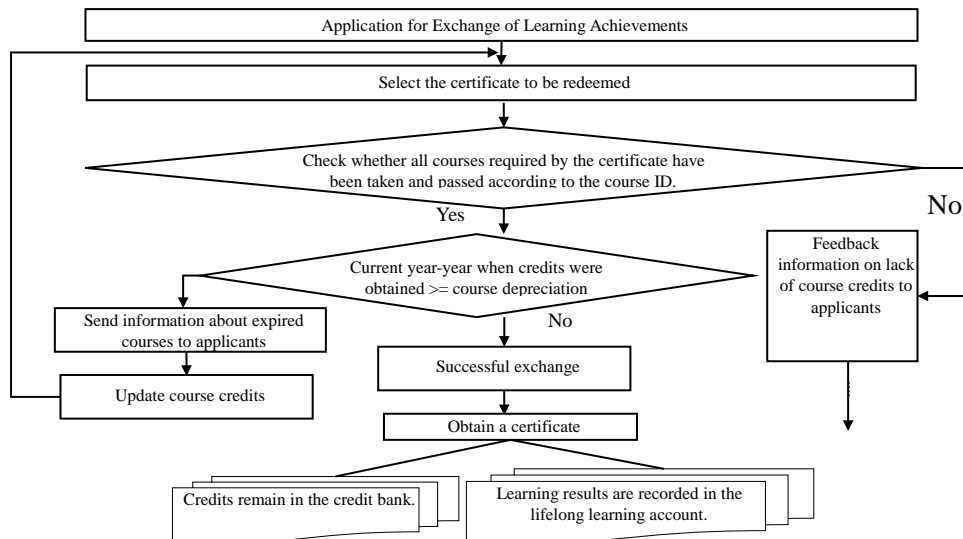 Application for Exchange of Learning Achievements
Select the certificate to be redeemed
Check whether all courses required by the certificate have
been taken and passed according to the course ID.
No
Yes
Feedback
information on lack
of course credits to
applicants
Current year-year when credits were
obtained >= course depreciation
No
Send information about expired
courses to applicants
Successful exchange
Update course credits
Obtain a certificate
Credits remain in the credit bank.
Learning results are recorded in the
lifelong learning account.